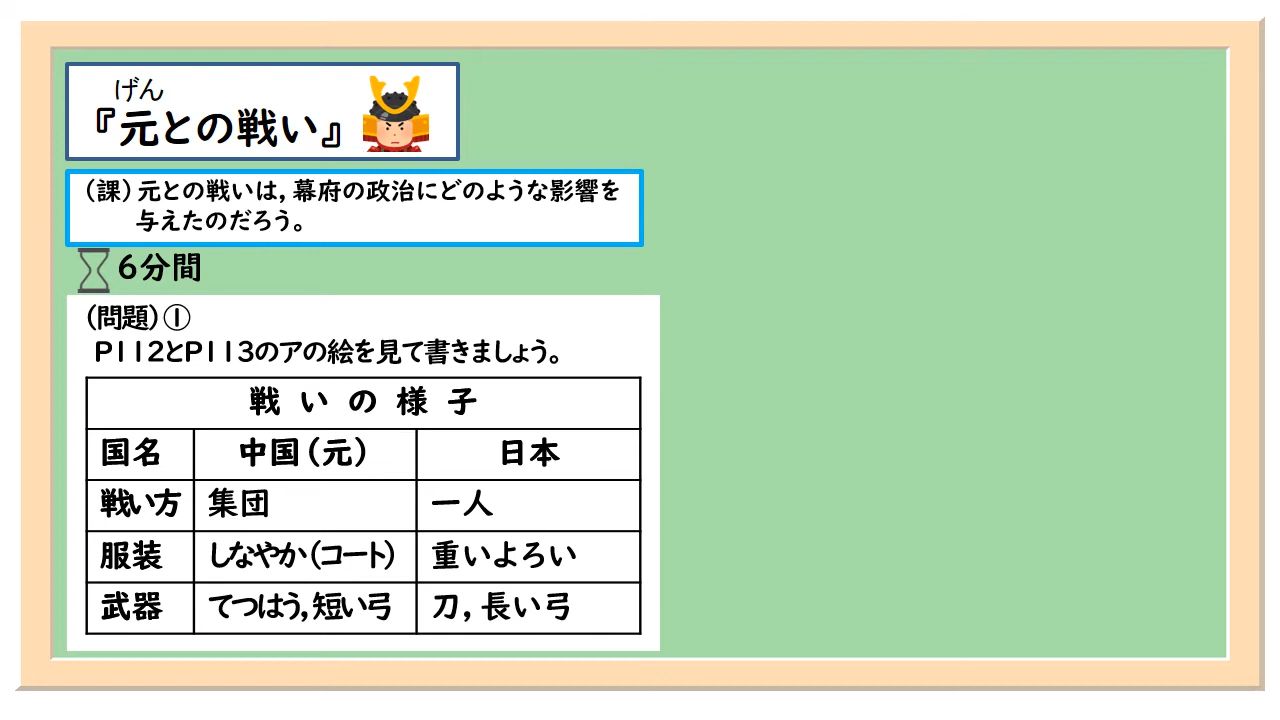 げん
『元との戦い』
（課）元との戦いは，幕府の政治にどのような影響を
与えたのだろう。
６分間
（問題）①
P112とP113のアの絵を見て書きましょう。
戦いの様子
国名 中国（元） 日本
戦い方 集団 一人
服装 しなやか（コート） 重いよろい
武器 てつはう，短い弓 刀，長い弓